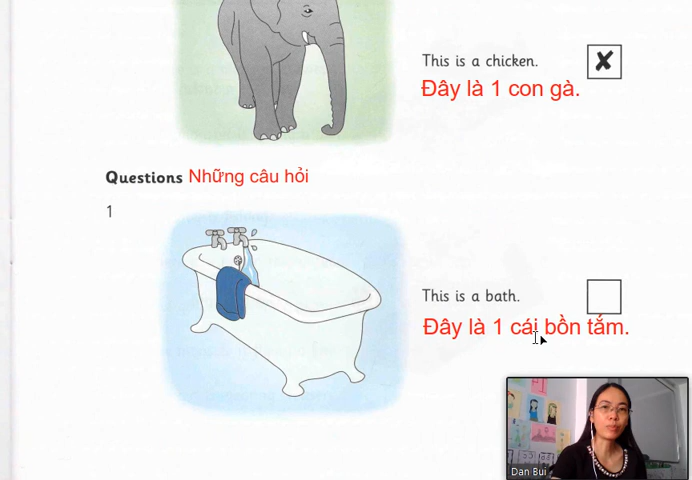 This is a chicken.
✘
Đây là 1 con gà.
Questions Những câu hỏi
1
This is a bath.
Đây là 1 cái bồn tắm.
Dan Bui